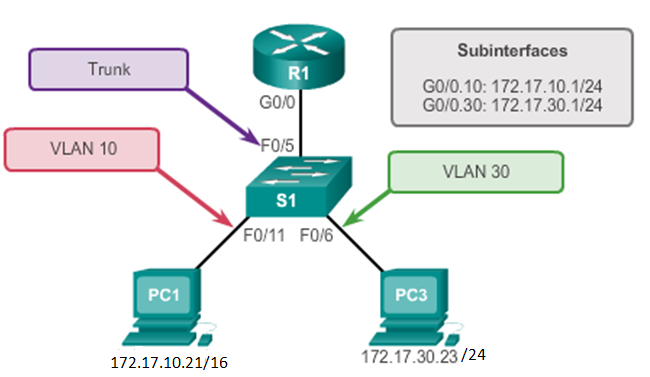 R1
Subinterfaces
G0/0.10: 172.17.10.1/24
G0/0.30: 172.17.30.1/24
Trunk
G0/0
F0/5
VLAN 10
VLAN 30
S1
F0/11 F0/6
PC1
PC3
172.17.10.21/16
172.17.30.23 /24